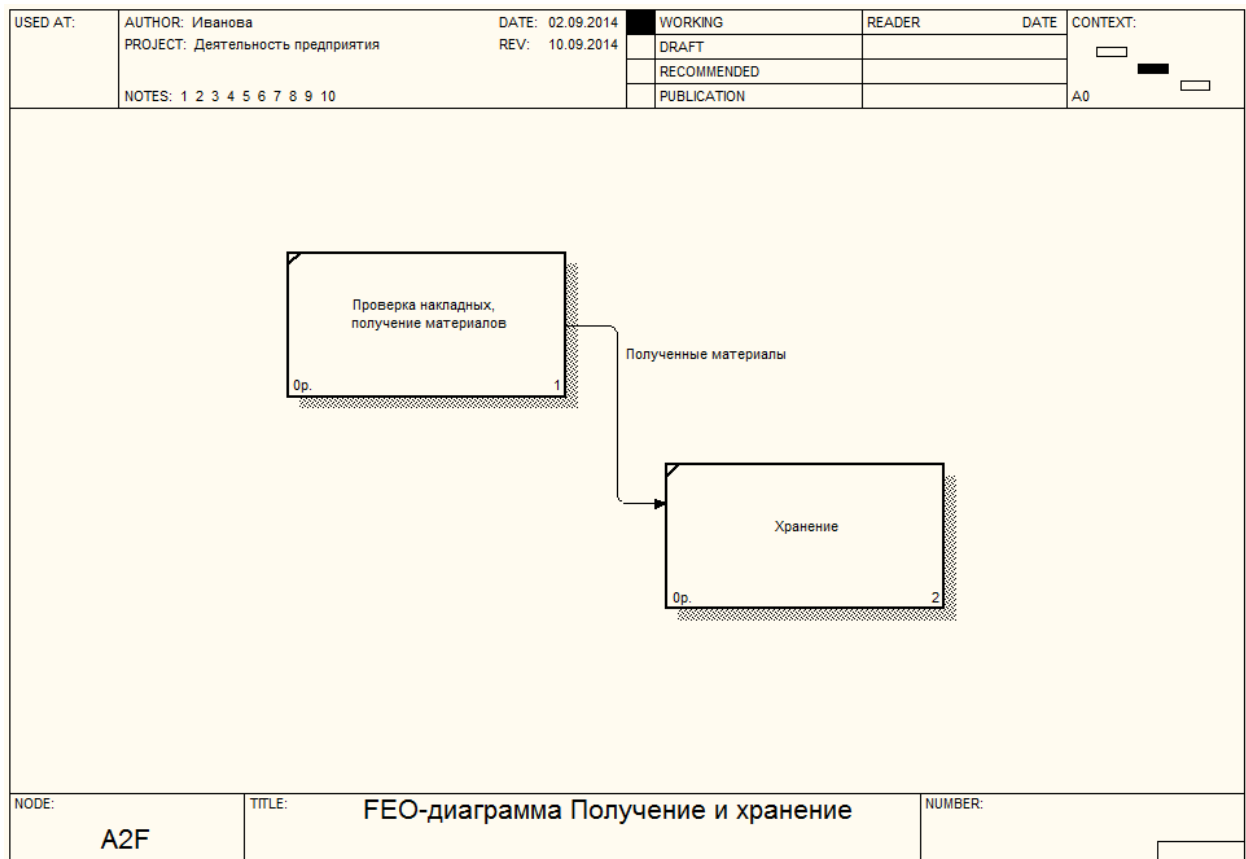 USED AT:
AUTHOR: Иванова
DATE: 02.09.2014
PROJECT: Деятельность предприятия
REV: 10.09.2014
NOTES: 1 2 3 4 5 6 7 8 9 10
WORKING
DRAFT
RECOMMENDED
PUBLICATION
READER
DATE
CONTEXT:
A0
Проверка накладных,
получение материалов
0р.
1
Полученные материалы
Хранение
0р.
2
NODE:
A2F
TITLE:
FEO-диаграмма Получение и хранение
NUMBER: